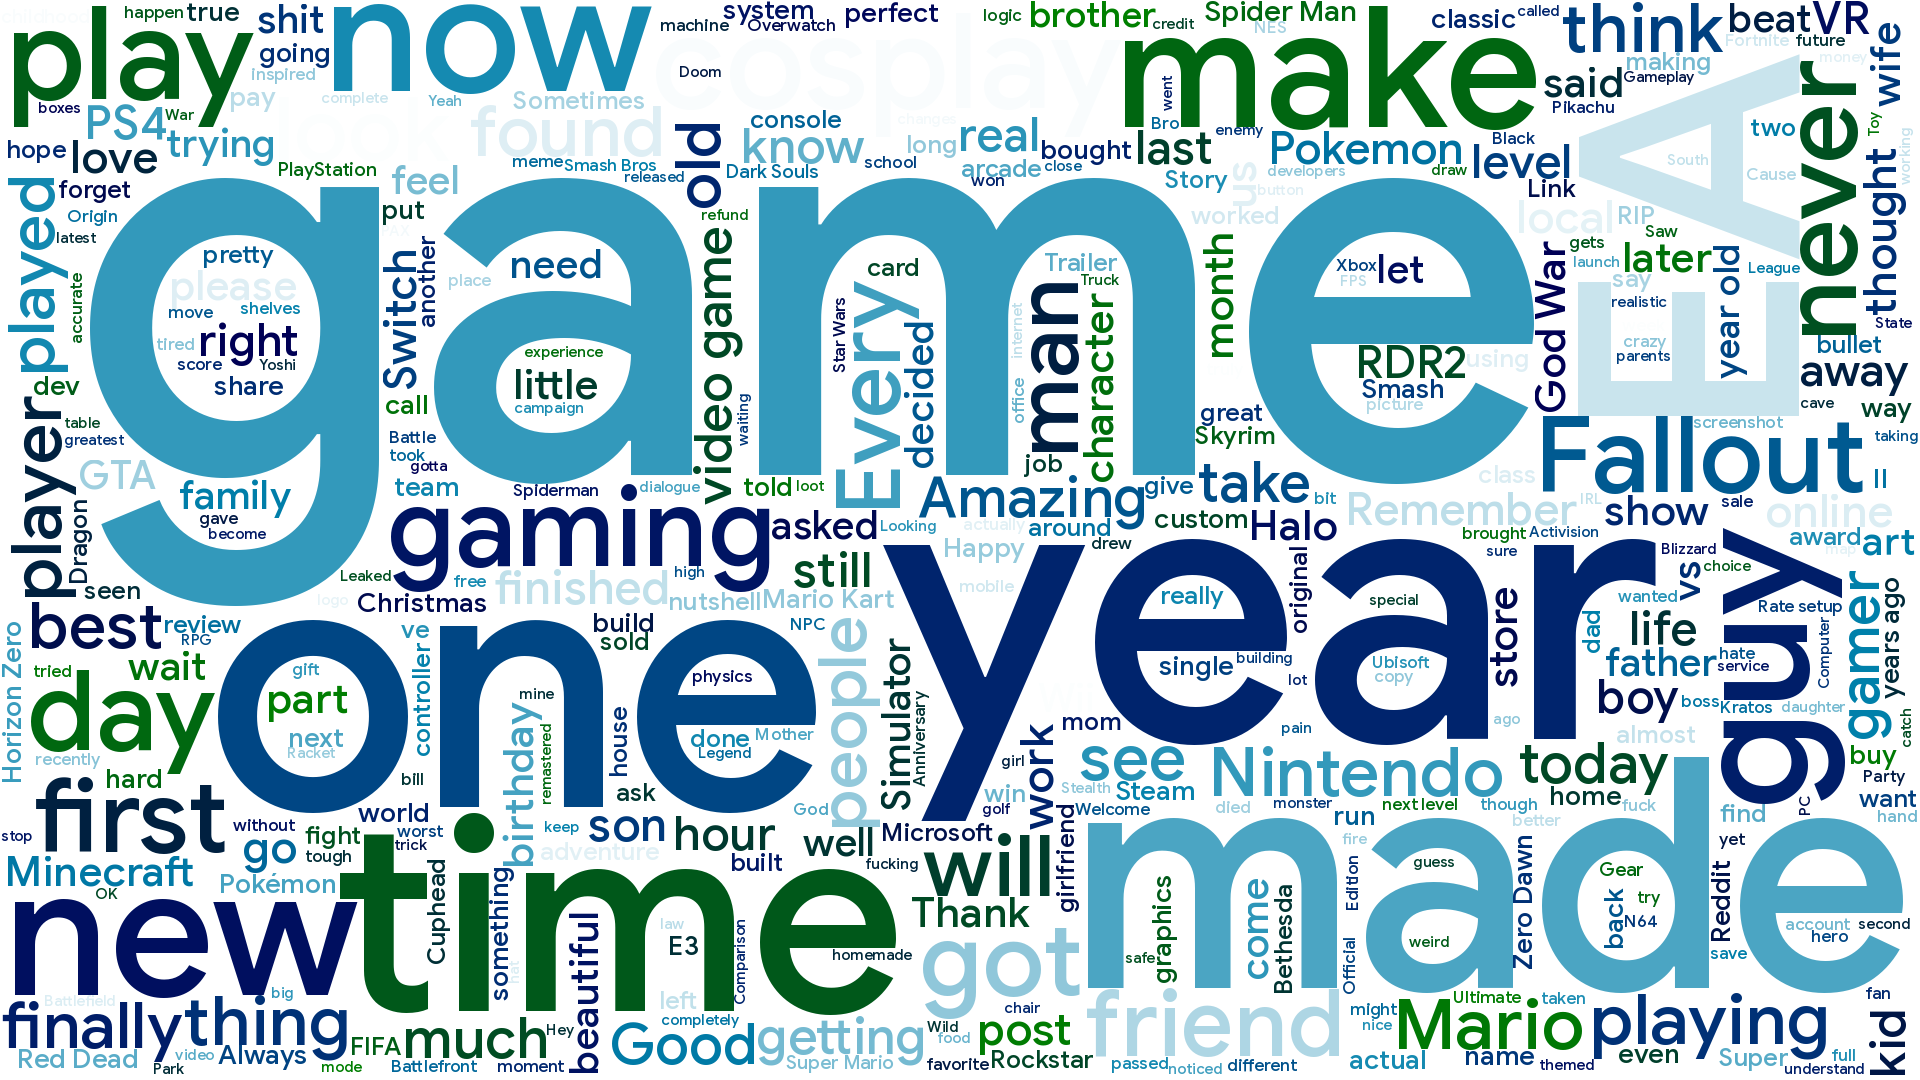 childhood happen true
play
shit
going
inspired
now
machine
system
Overwatch
perfect
Doom
cosplay
logic
brother
credit
Spider Man
NES
make
classic
called
think
beat
VR
Fortnite
future
money
making
Gameplay
said
Pikachu
wife
boxes
War
pay
complete
Yeah
Sometimes
look
found
changes
PS4
trying
hope
love
forget
PlayStation
feel
meme
Smash Bros
released
old
console
know
Dark Souls
school
long
real
arcade
close
won
bought
Bro
went
last
enemy
Story
us
Pokemon
developers
button
draw
Black
level
Link
EA
South
two
Cause
never
Toy
working
thought
played
Origin
latest
accurate
game
put
PAX
refund
worked
local
RIP
Saw
gets
later
launch
say
League
realistic
State
pretty
please
move
shelves
tired
right
score
Yoshi
share
Switch
another
place
need
experience
little
campaign
video game
waiting
card
Star Wars
Every
decided
internet
office
man
Trailer
Truck
character
month
Xbox
let
FPS
RDR2
using
Smash
picture
God War
crazy
parents
year old
bullet
away
cave
way
dev
player
table
greatest
call
Battle
took
gotta
team
great
Skyrim
job
screenshot
taking
Fallout
II
GTA
Dragon
family
gave
become
Spiderman
dialogue
told
loot
Amazing
give
take
bit
class
Remember
IRL
show
sale
online
gaming
asked
Looking
actually
around
custom
Halo
brought
Activision
award
map
art
Leaked
free
high
still
Happy
drew
sure
Blizzard
choice
guy
seen
logo
Christmas
finished
nutshell
Mario Kart
mobile
year
original
vs
wanted
Rate setup
gamer
years ago
best
review
RPG
ve
build
sold
NPC
really
special
store
dad
life
hate
Computer
Horizon Zero
tried
wait
one
gift
part
next
Racket
controller
physics
people
single
building
Ubisoft
copy
father
service
boy
boss
Kratos
daughter
catch
day
recently
hard
bill
mine
birthday
remastered
house
done
Legend
Mother
Simulator
Anniversary
lot
mom
pain
ago
almost
buy
first
world
ask
God
girl
work
see
Nintendo
today
Party
want
hand
win
golf
Stealth
Steam
Welcome
died
monster
next level
though
better
home
fuck
find
PC
yet
stop
without
go
fight
tough
worst
trick
keep
son
adventure
hour
built
well
Microsoft
fucking
girlfriend
run
fire
Minecraft
OK
Pokémon
time
will
made
guess
Gear
try
new
Cuphead
something
hat
beautiful
law
E3
Comparison
homemade
Thank
got
safe
graphics
weird
come
Bethesda
Edition
Official
Zero Dawn
back
N64
Reddit
save
account
hero
second
Battlefield
big
left
completely
chair
friend
might
nice
Ultimate
taken
fan
finally
thing
FIFA
much
Hey
Good
getting
Wild
food
post
Mario
playing
kid
Red Dead
Park
video
Always
mode
Battlefront
moment
Super Mario
favorite
Rockstar
passed
noticed
different
actual
name
themed
even
Super
full
understand